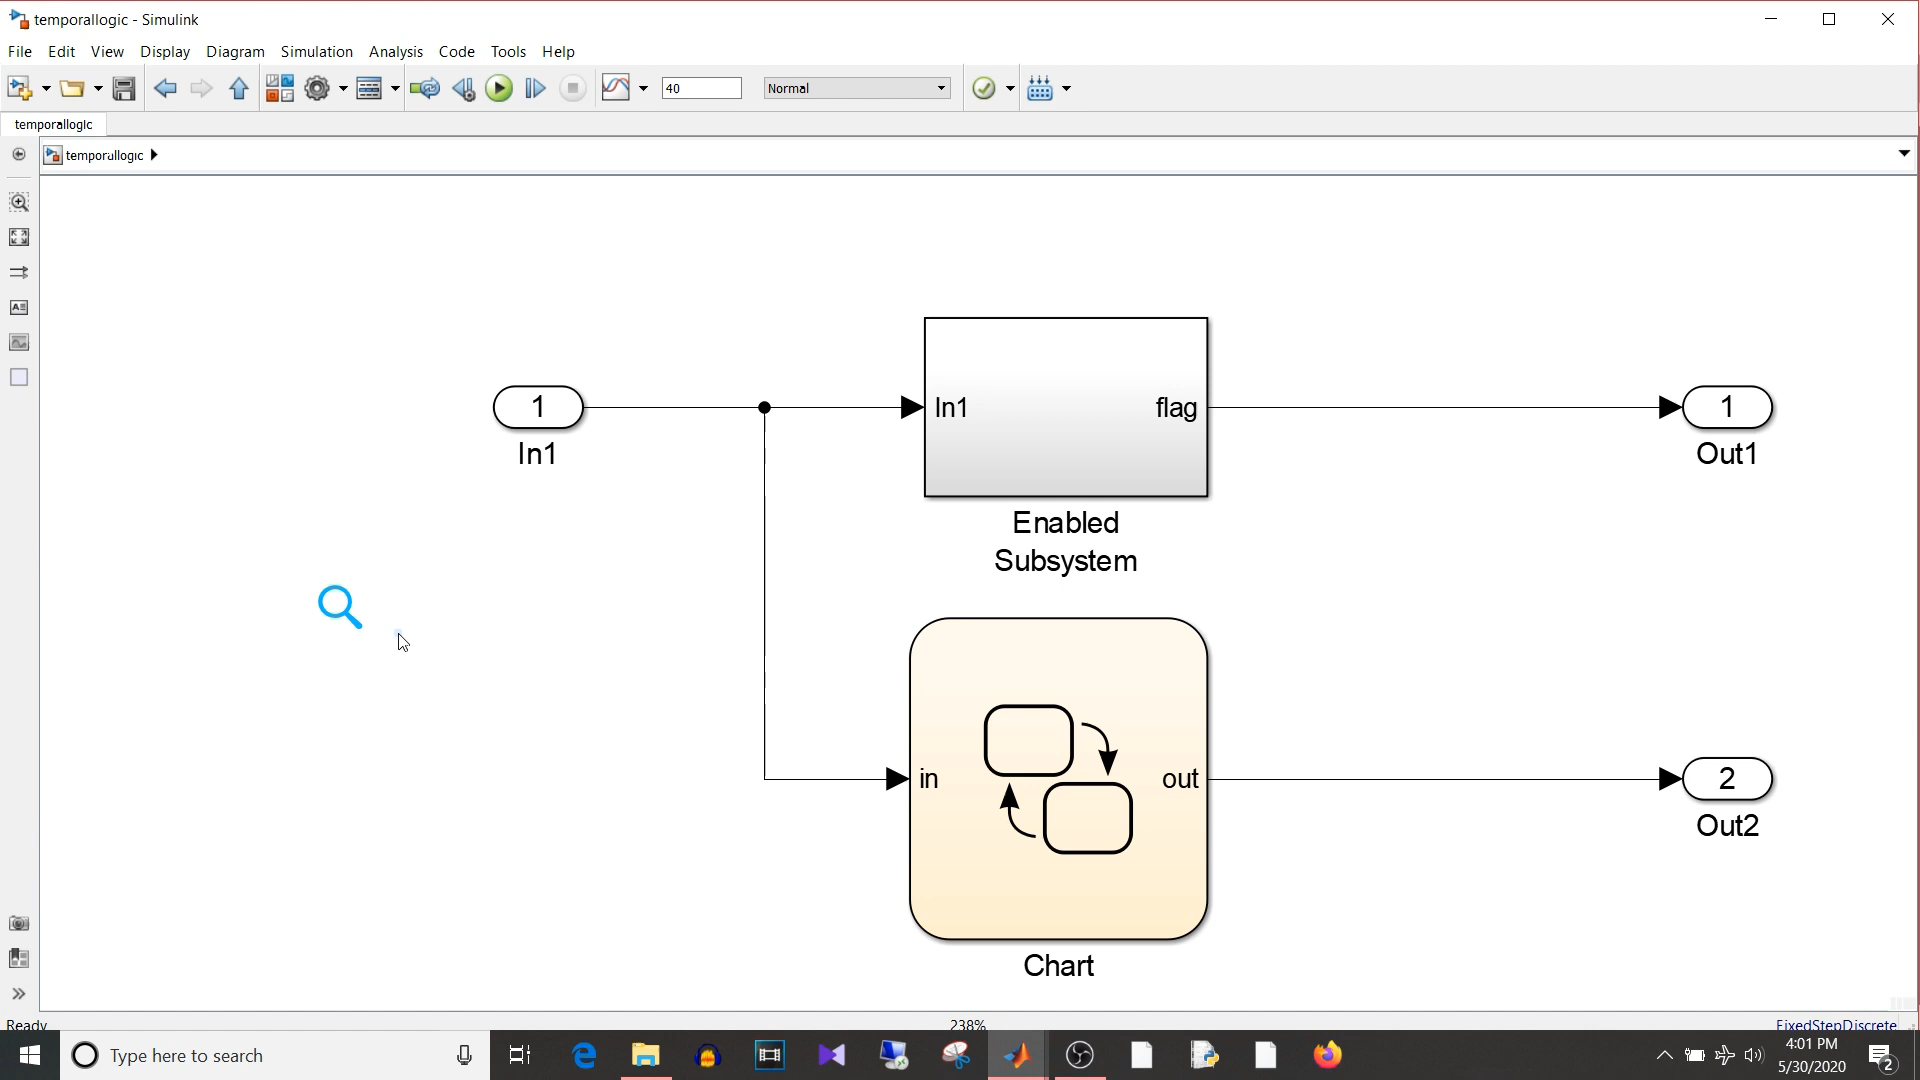 temporallogic - Simulink
File Edit View Display Diagram Simulation Analysis Code Tools Help
40 Normal
temporallogic
temporallogic
1 In1 flag 1
In1 Out1
Enabled
Subsystem
in out 2
Out2
Chart
Ready 238% FixedStepDiscrete
Type here to search
4:01 PM
5/30/2020
2